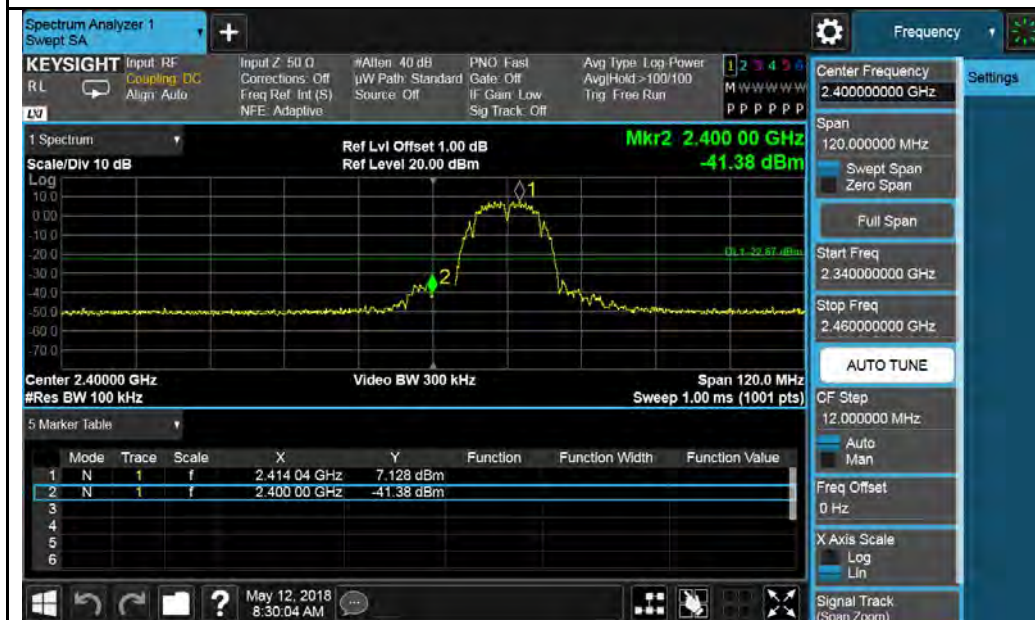 Spectrum Analyzer 1
Swept SA
+
Frequency
KEYSIGHT
RL
LXI
Input: RF
Coupling: DC
Align: Auto
Input Z: 50 Ω
Corrections: Off
Freq Ref: Int (S)
NFE: Adaptive
#Atten: 40 dB
µW Path: Standard
Source: Off
PNO: Fast
Gate: Off
IF Gain: Low
Sig Track: Off
Avg Type: Log-Power
Avg|Hold:>100/100
Trig: Free Run
1 2 3 4 5 6
M W W W W W
P P P P P P
Center Frequency
2.400000000 GHz
Settings
Span
120.000000 MHz
Swept Span
Zero Span
Full Span
Start Freq
2.340000000 GHz
Stop Freq
2.460000000 GHz
AUTO TUNE
CF Step
12.000000 MHz
Auto
Man
Freq Offset
0 Hz
X Axis Scale
Log
Lin
Signal Track
(Span Zoom)
1 Spectrum
Scale/Div 10 dB
Ref Lvl Offset 1.00 dB
Ref Level 20.00 dBm
Mkr2 2.400 00 GHz
-41.38 dBm
Log
10.0
0.00
-10.0
-20.0
-30.0
-40.0
-50.0
-60.0
-70.0
1
2
DL1 -22.87 dBm
Center 2.40000 GHz
#Res BW 100 kHz
Video BW 300 kHz
Span 120.0 MHz
Sweep 1.00 ms (1001 pts)
5 Marker Table
Mode Trace Scale X Y Function Function Width Function Value
1 N 1 f 2.414 04 GHz 7.128 dBm
2 N 1 f 2.400 00 GHz -41.38 dBm
3
4
5
6
?
May 12, 2018
8:30:04 AM